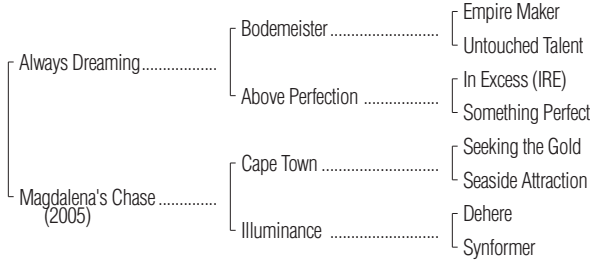 Always Dreaming..................
Magdalena's Chase ..............
(2005)
Bodemeister ..........................
Above Perfection ..................
Cape Town ............................
Illuminance ..........................
Empire Maker
Untouched Talent
In Excess (IRE)
Something Perfect
Seeking the Gold
Seaside Attraction
Dehere
Synformer